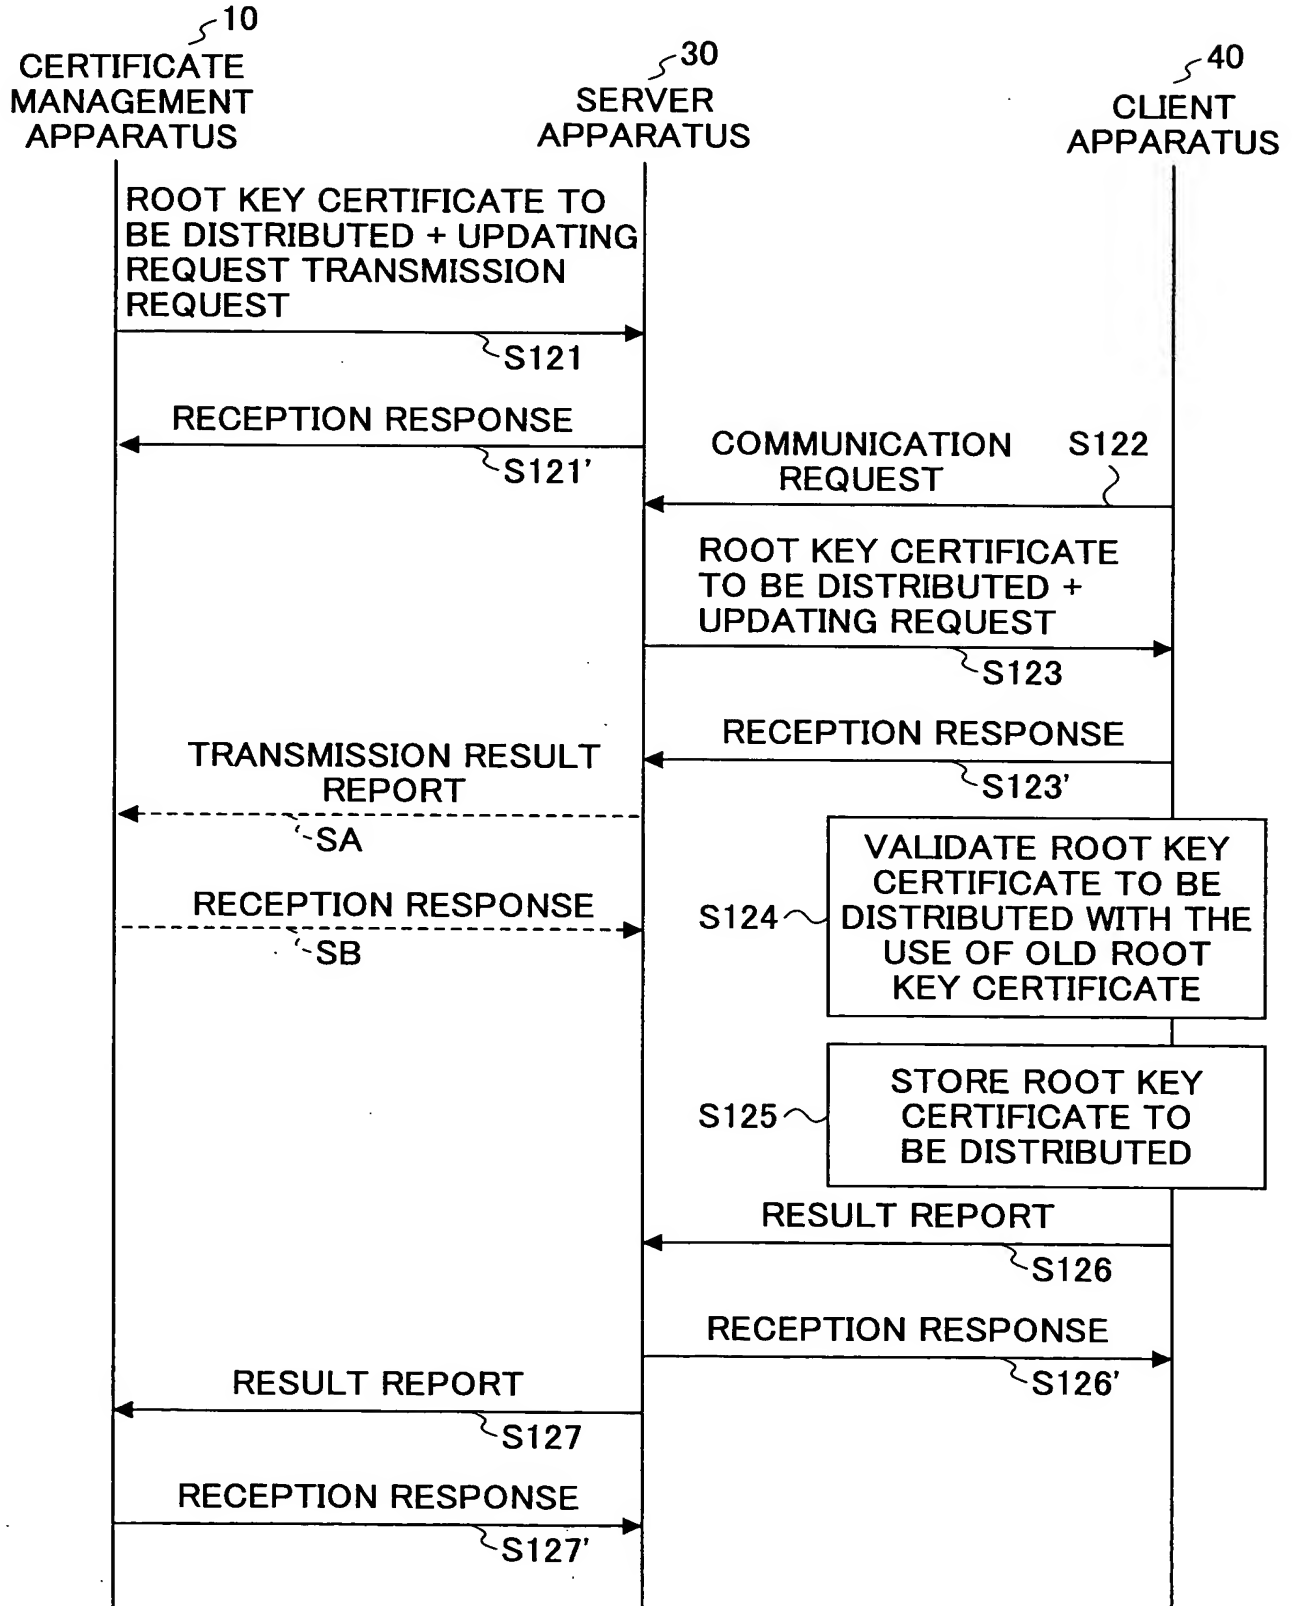 10
CERTIFICATE
MANAGEMENT
APPARATUS
30
SERVER
APPARATUS
40
CLIENT
APPARATUS
ROOT KEY CERTIFICATE TO
BE DISTRIBUTED + UPDATING
REQUEST TRANSMISSION
REQUEST
S121
RECEPTION RESPONSE
S121'
COMMUNICATION
REQUEST
S122
ROOT KEY CERTIFICATE
TO BE DISTRIBUTED +
UPDATING REQUEST
S123
RECEPTION RESPONSE
S123'
TRANSMISSION RESULT
REPORT
SA
RECEPTION RESPONSE
SB
S124
VALIDATE ROOT KEY
CERTIFICATE TO BE
DISTRIBUTED WITH THE
USE OF OLD ROOT
KEY CERTIFICATE
S125
STORE ROOT KEY
CERTIFICATE TO
BE DISTRIBUTED
RESULT REPORT
S126
RECEPTION RESPONSE
S126'
RESULT REPORT
S127
RECEPTION RESPONSE
S127'